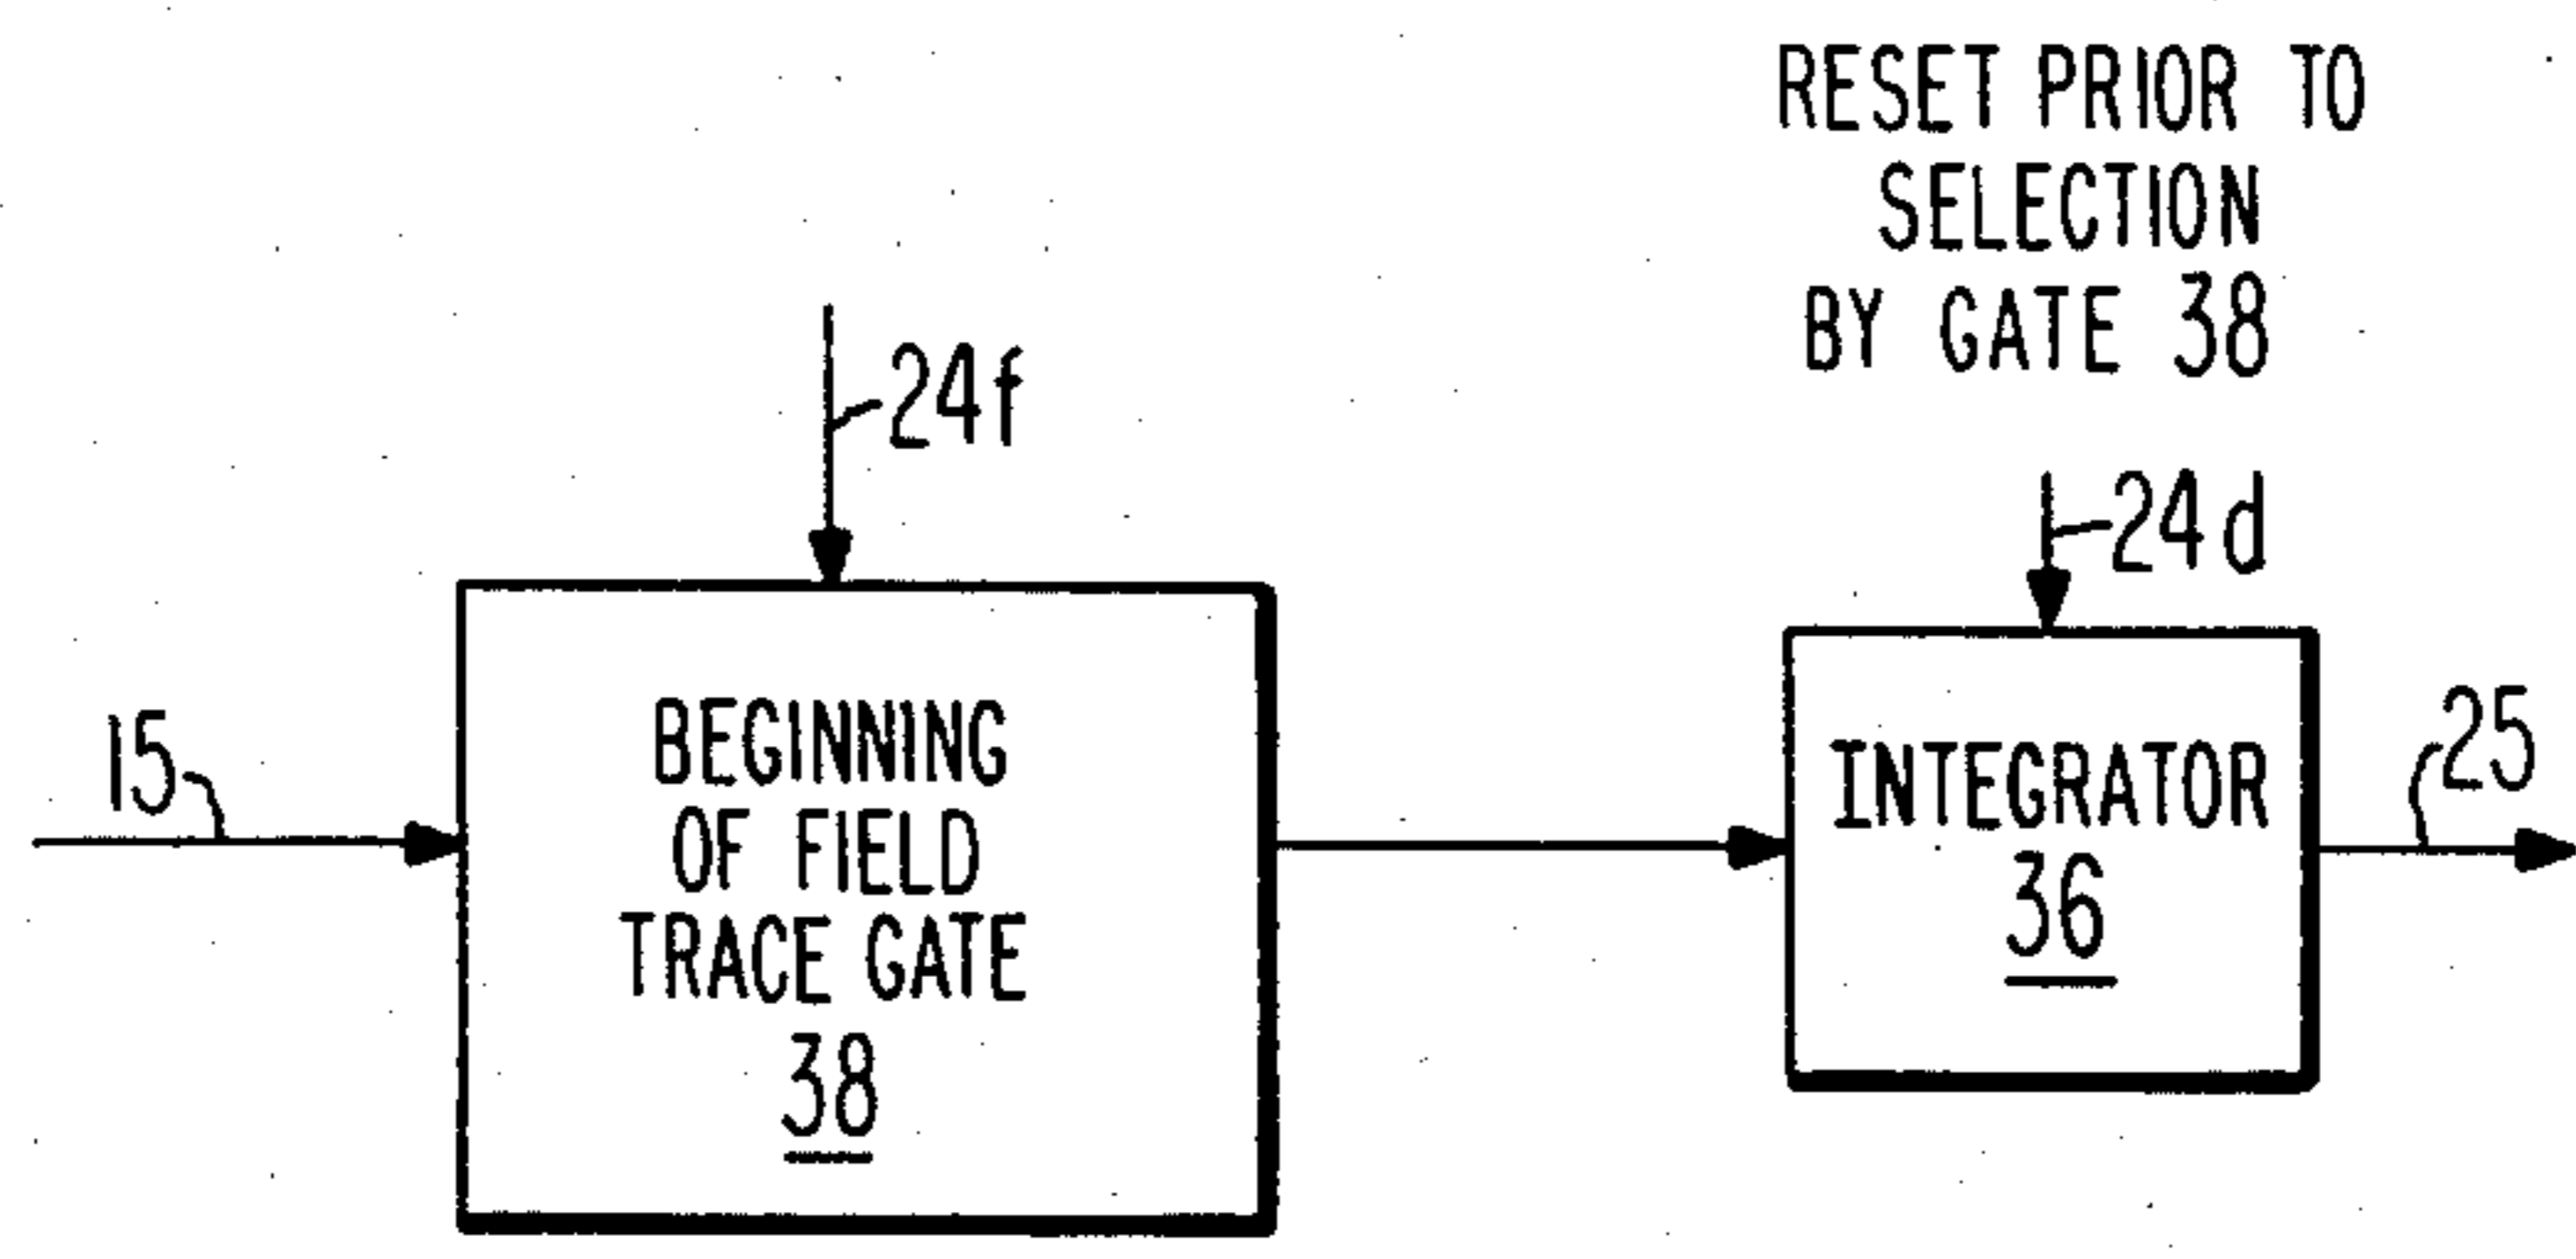 RESET PRIOR TO
SELECTION
BY GATE 38
24f
24d
15
BEGINNING
OF FIELD
TRACE GATE
38
INTEGRATOR
36
25